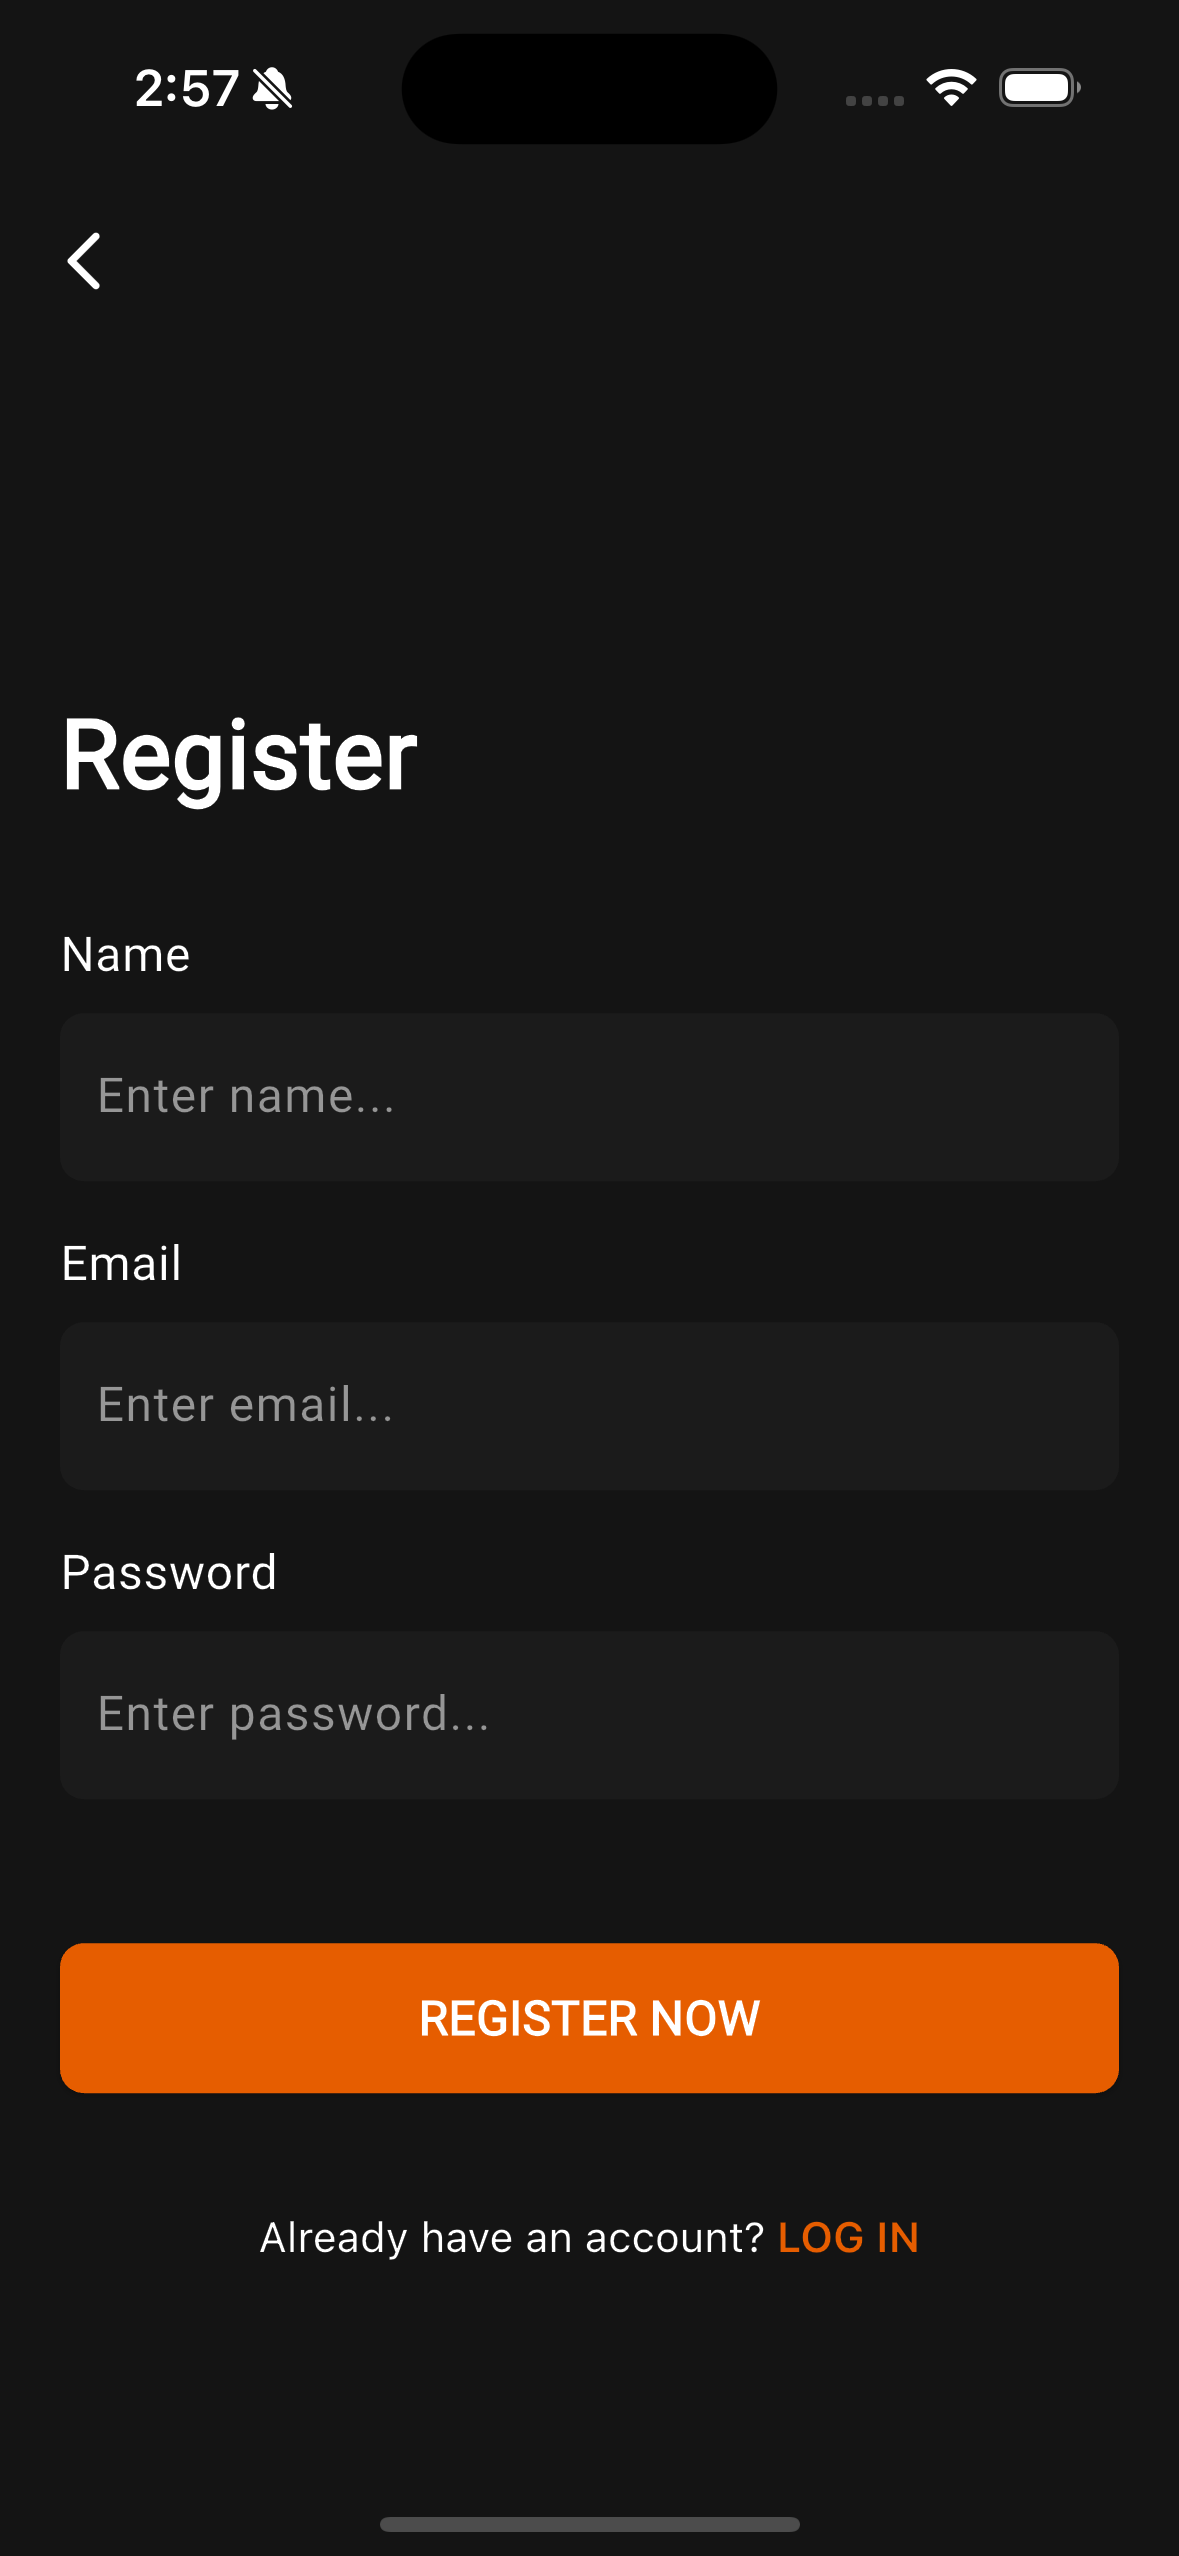 2:57
Register
Name
Enter name...
Email
Enter email...
Password
Enter password...
REGISTER NOW
Already have an account? LOG IN